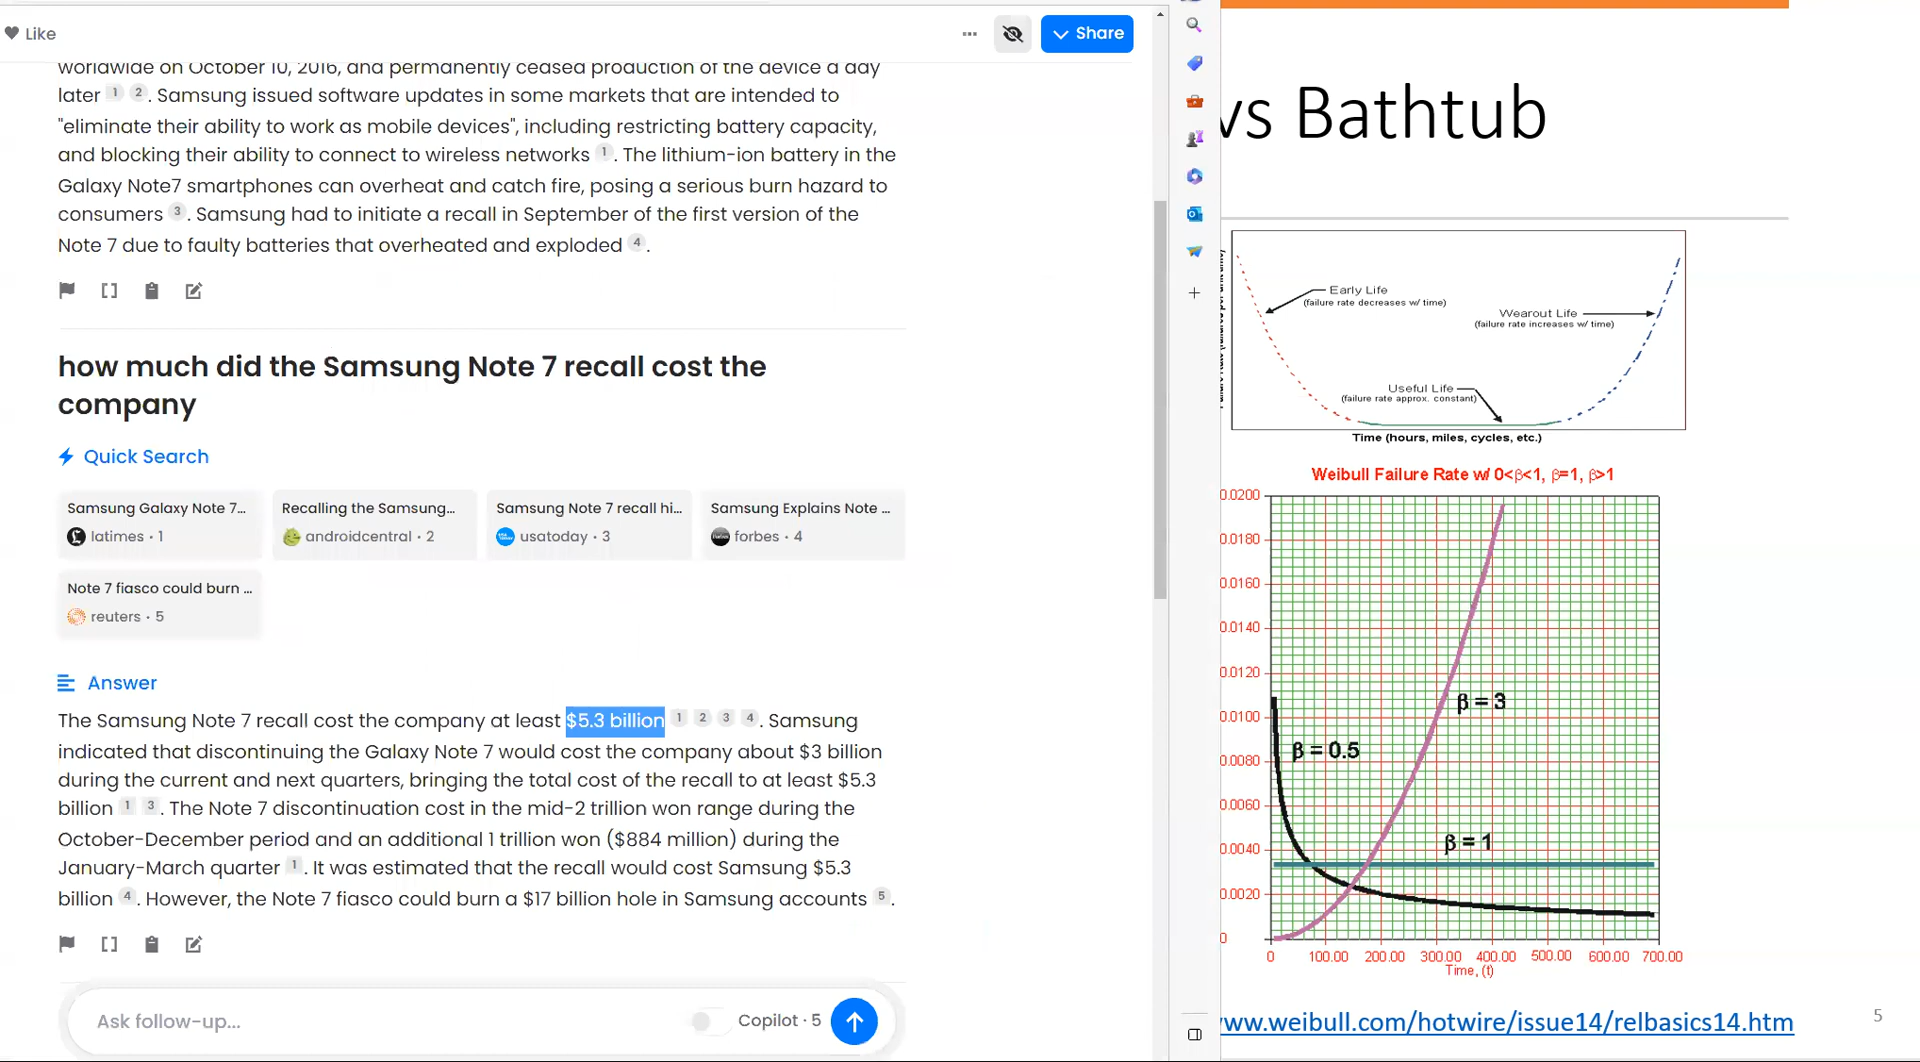 Like
Share
worldwide on October 10, 2016, and permanently ceased production of the device a day
later 1 2. Samsung issued software updates in some markets that are intended to
"eliminate their ability to work as mobile devices", including restricting battery capacity,
and blocking their ability to connect to wireless networks 1. The lithium-ion battery in the
Galaxy Note7 smartphones can overheat and catch fire, posing a serious burn hazard to
consumers 3. Samsung had to initiate a recall in September of the first version of the
Note 7 due to faulty batteries that overheated and exploded 4.
how much did the Samsung Note 7 recall cost the
company
Quick Search
Samsung Galaxy Note 7...
latimes · 1
Recalling the Samsung...
androidcentral · 2
Samsung Note 7 recall hi...
usatoday · 3
Samsung Explains Note ...
forbes · 4
Note 7 fiasco could burn ...
reuters · 5
Answer
The Samsung Note 7 recall cost the company at least $5.3 billion 1 2 3 4. Samsung
indicated that discontinuing the Galaxy Note 7 would cost the company about $3 billion
during the current and next quarters, bringing the total cost of the recall to at least $5.3
billion 1 3. The Note 7 discontinuation cost in the mid-2 trillion won range during the
October-December period and an additional 1 trillion won ($884 million) during the
January-March quarter 1. It was estimated that the recall would cost Samsung $5.3
billion 4. However, the Note 7 fiasco could burn a $17 billion hole in Samsung accounts 5.
Ask follow-up...
Copilot · 5
vs Bathtub
Early Life
(failure rate decreases w/ time)
Wearout Life
(failure rate increases w/ time)
Useful Life
(failure rate approx. constant)
Time (hours, miles, cycles, etc.)
Weibull Failure Rate w/ 0<β<1, β=1, β>1
0.0200
0.0180
0.0160
0.0140
0.0120
0.0100
0.0080
0.0060
0.0040
0.0020
0
β = 3
β = 0.5
β = 1
0 100.00 200.00 300.00 400.00 500.00 600.00 700.00
Time, (t)
www.weibull.com/hotwire/issue14/relbasics14.htm
5